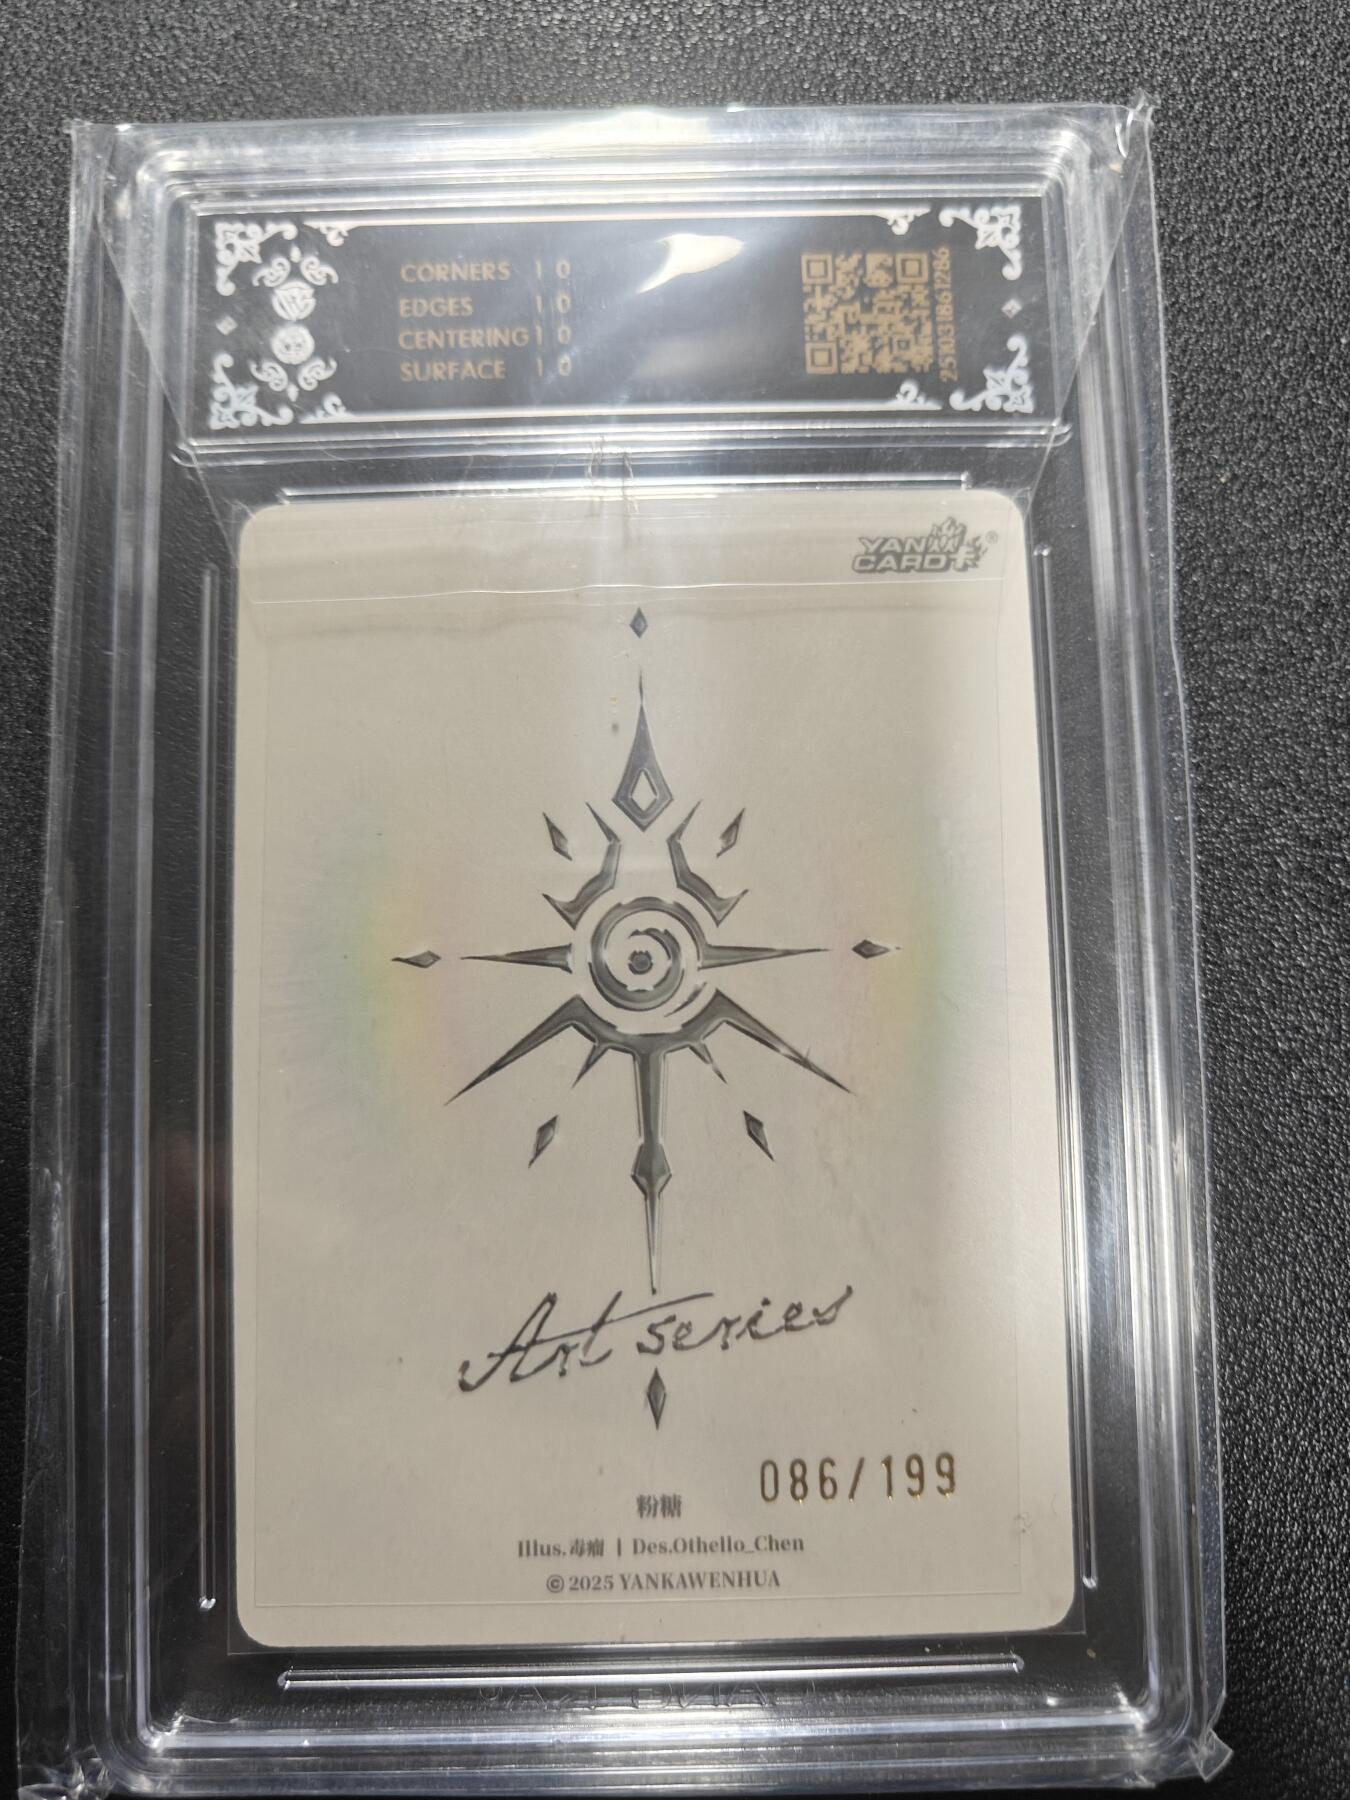 CORNERS 10
EDGES 10
CENTERING 10
SURFACE 10
2510318617286
YAN
CARD
®
Art series
086/199
粉糖
Illus.毒瘤 | Des.Othello_Chen
© 2025 YANKAWENHUA